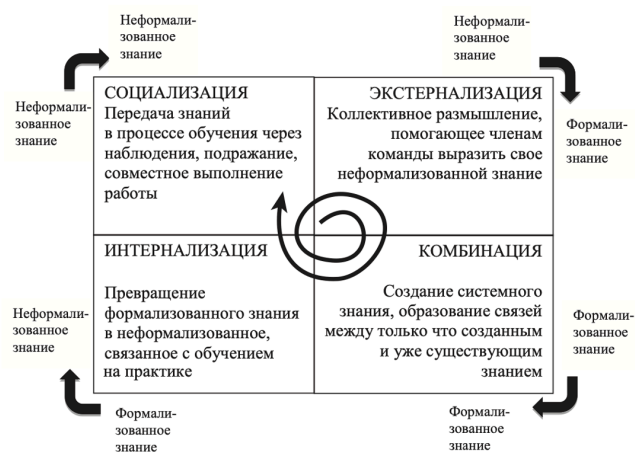 Неформали-
зованное
знание
Неформали-
зованное
знание
Неформали-
зованное
знание
Формали-
зованное
знание
СОЦИАЛИЗАЦИЯ
Передача знаний
в процессе обучения через
наблюдения, подражание,
совместное выполнение
работы
ЭКСТЕРНАЛИЗАЦИЯ
Коллективное размышление,
помогающее членам
команды выразить свое
неформализованной знание
ИНТЕРНАЛИЗАЦИЯ
Превращение
формализованного знания
в неформализованное,
связанное с обучением
на практике
КОМБИНАЦИЯ
Создание системного
знания, образование связей
между только что созданным
и уже существующим
знанием
Неформали-
зованное
знание
Формали-
зованное
знание
Формали-
зованное
знание
Формали-
зованное
знание